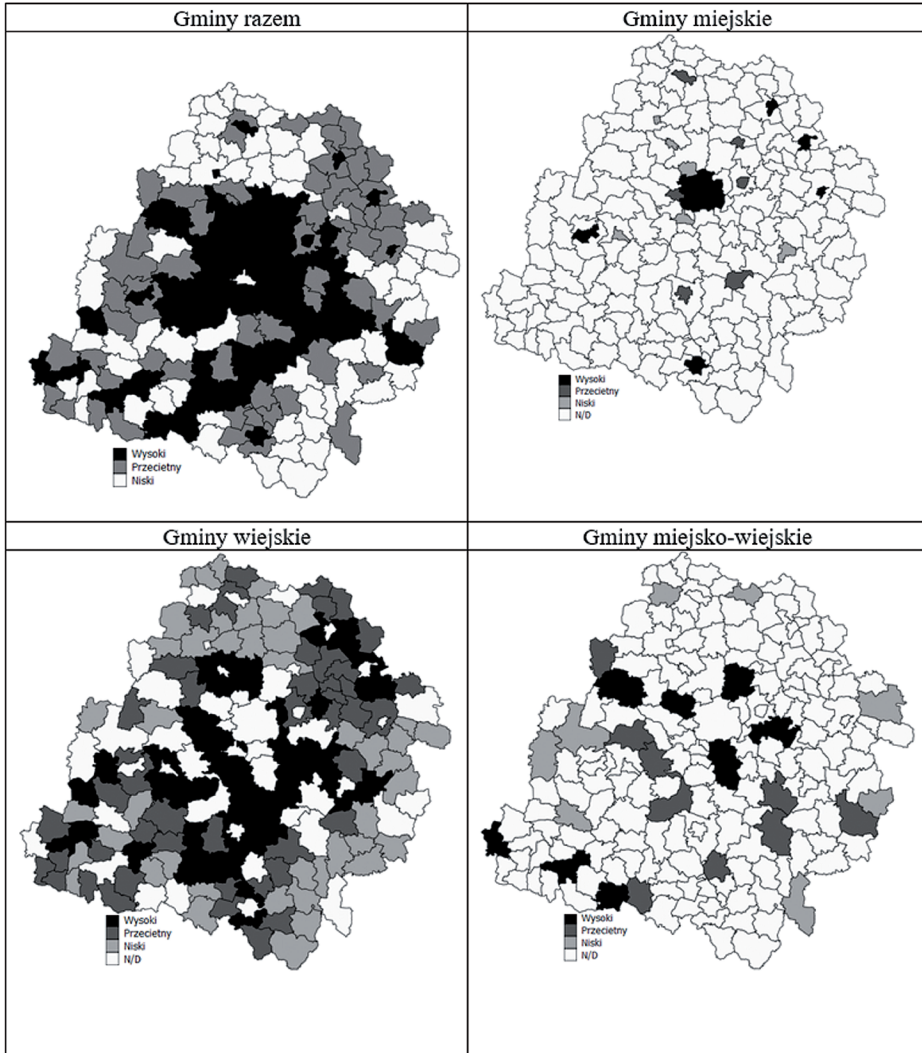 Gminy razem
Gminy miejskie
Wysoki
Przecietny
Niski
Wysoki
Przecietny
Niski
N/D
Gminy wiejskie
Gminy miejsko-wiejskie
Wysoki
Przecietny
Niski
N/D
Wysoki
Przecietny
Niski
N/D